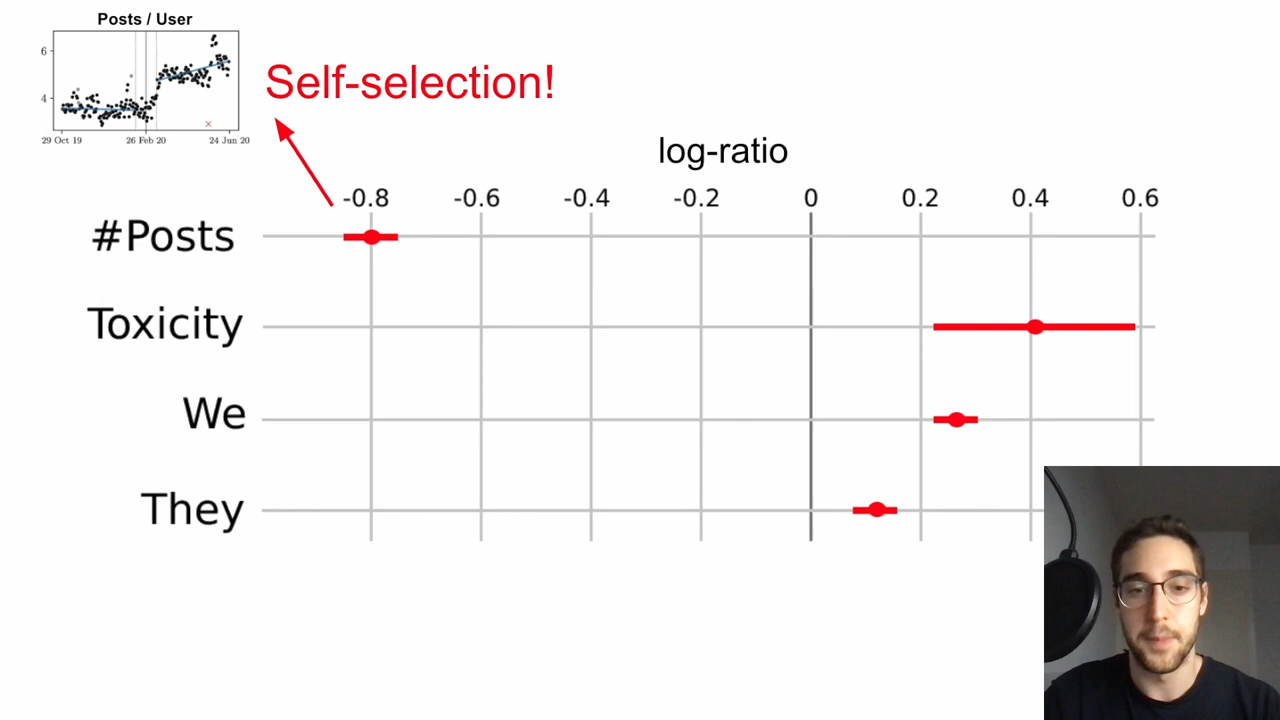 Posts / User
6
4
29 Oct 19 26 Feb 20 24 Jun 20
Self-selection!
log-ratio
-0.8 -0.6 -0.4 -0.2 0 0.2 0.4 0.6
#Posts
Toxicity
We
They